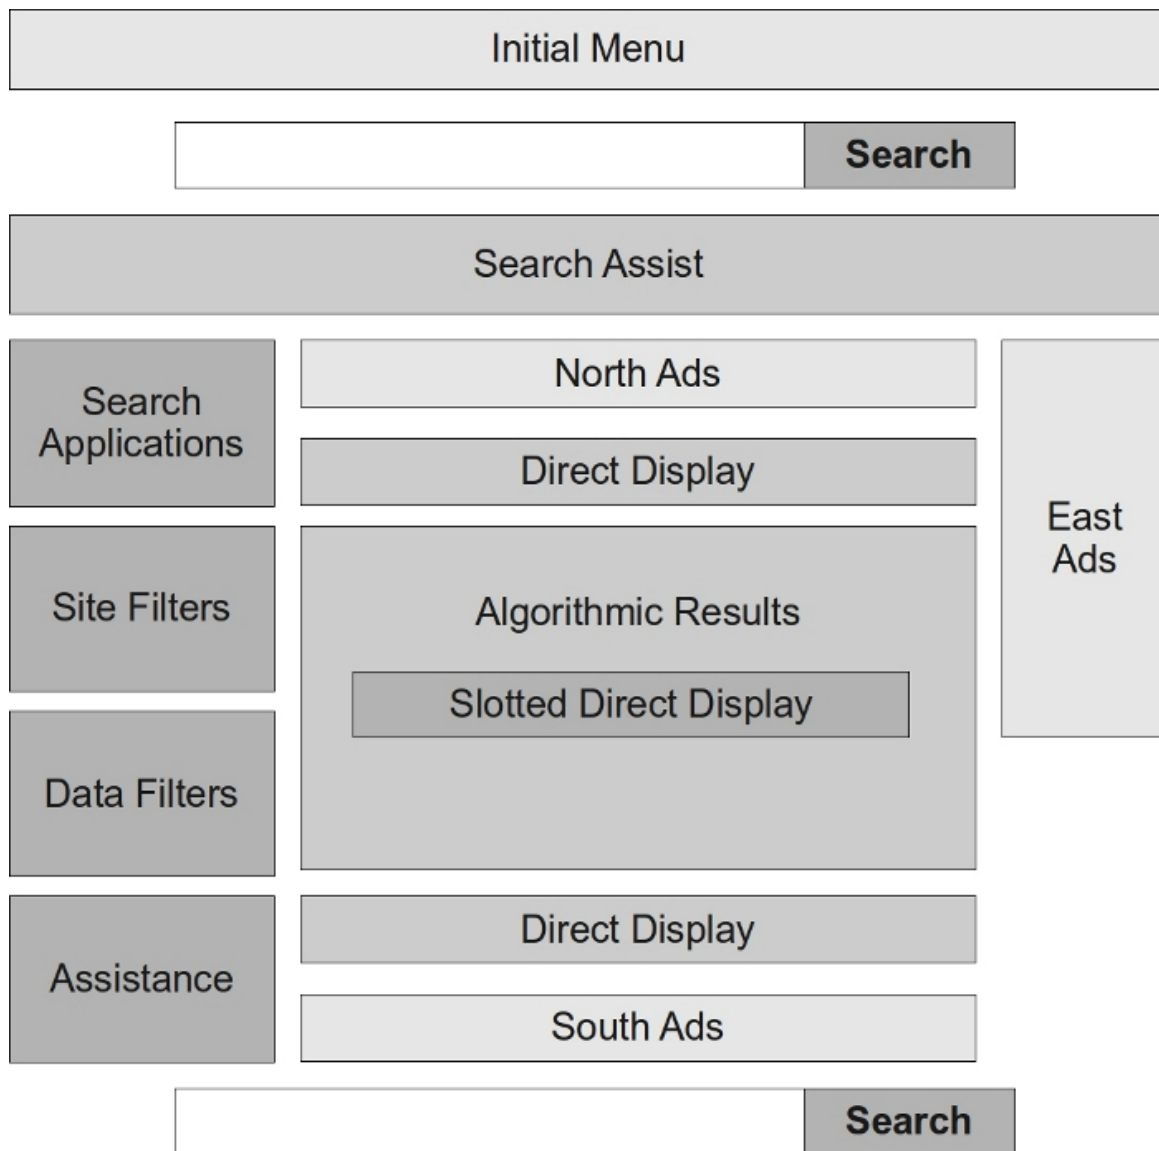 Initial Menu
Search
Search Assist
Search
Applications
North Ads
Direct Display
East
Ads
Site Filters
Algorithmic Results
Slotted Direct Display
Data Filters
Direct Display
Assistance
South Ads
Search